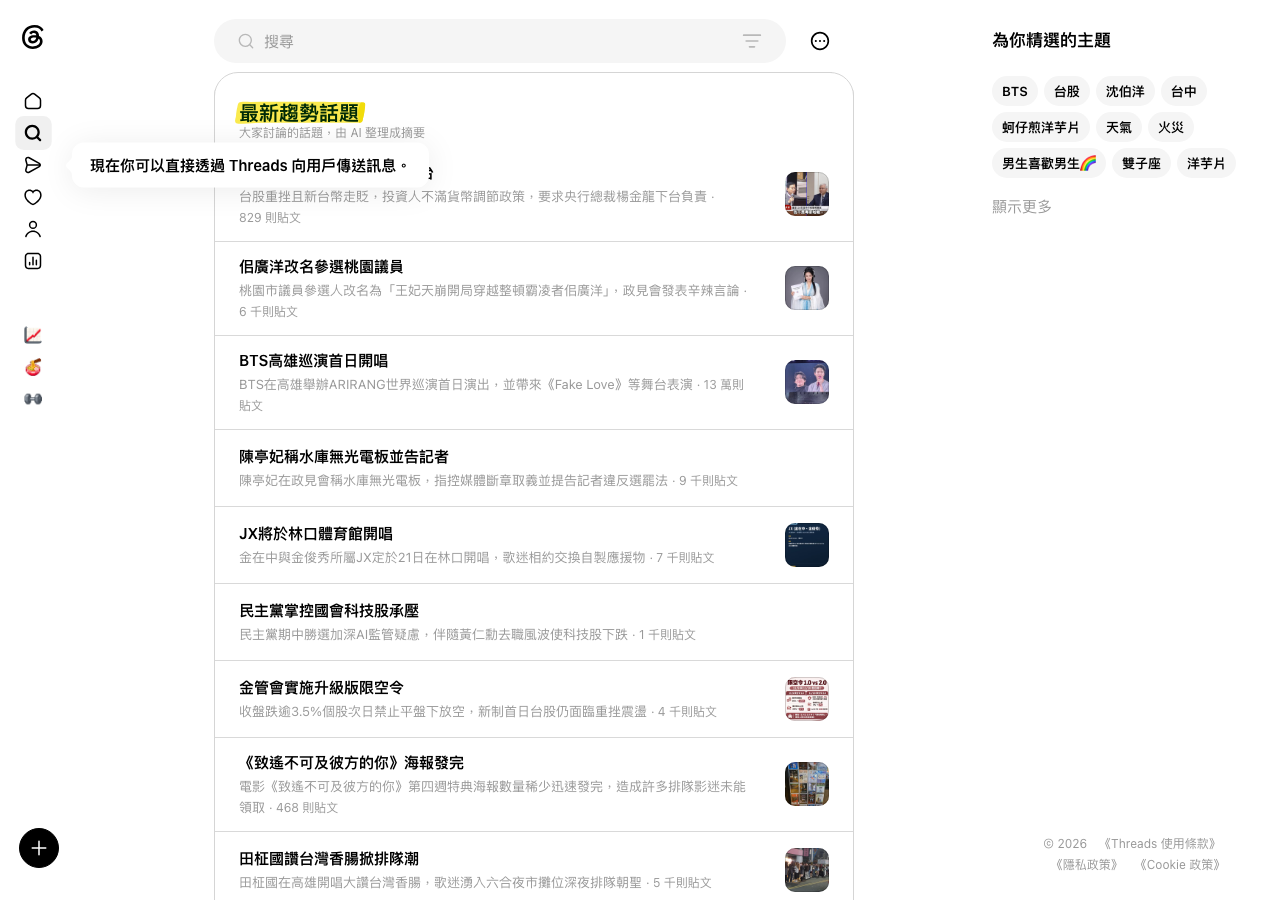 搜尋
最新趨勢話題
大家討論的話題，由 AI 整理成摘要
現在你可以直接透過 Threads 向用戶傳送訊息。
台股重挫且新台幣走貶，投資人不滿貨幣調節政策，要求央行總裁楊金龍下台負責 ·
829 則貼文
佀廣洋改名參選桃園議員
桃園市議員參選人改名為「王妃天崩開局穿越整頓霸凌者佀廣洋」，政見會發表辛辣言論 ·
6 千則貼文
BTS高雄巡演首日開唱
BTS在高雄舉辦ARIRANG世界巡演首日演出，並帶來《Fake Love》等舞台表演 · 13 萬則
貼文
陳亭妃稱水庫無光電板並告記者
陳亭妃在政見會稱水庫無光電板，指控媒體斷章取義並提告記者違反選罷法 · 9 千則貼文
JX將於林口體育館開唱
金在中與金俊秀所屬JX定於21日在林口開唱，歌迷相約交換自製應援物 · 7 千則貼文
民主黨掌控國會科技股承壓
民主黨期中勝選加深AI監管疑慮，伴隨黃仁勳去職風波使科技股下跌 · 1 千則貼文
金管會實施升級版限空令
收盤跌逾3.5%個股次日禁止平盤下放空，新制首日台股仍面臨重挫震盪 · 4 千則貼文
限空令 1.0 vs 2.0
《致遙不可及彼方的你》海報發完
電影《致遙不可及彼方的你》第四週特典海報數量稀少迅速發完，造成許多排隊影迷未能
領取 · 468 則貼文
田柾國讚台灣香腸掀排隊潮
田柾國在高雄開唱大讚台灣香腸，歌迷湧入六合夜市攤位深夜排隊朝聖 · 5 千則貼文
為你精選的主題
BTS
台股
沈伯洋
台中
蚵仔煎洋芋片
天氣
火災
男生喜歡男生🌈
雙子座
洋芋片
顯示更多
© 2026 《Threads 使用條款》
《隱私政策》 《Cookie 政策》